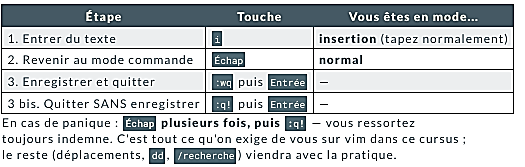 Étape Touche Vous êtes en mode...
1. Entrer du texte i insertion (tapez normalement)
2. Revenir au mode commande Échap normal
3. Enregistrer et quitter :wq puis Entrée —
3 bis. Quitter SANS enregistrer :q! puis Entrée —
En cas de panique : Échap plusieurs fois, puis :q! — vous ressortez
toujours indemne. C'est tout ce qu'on exige de vous sur vim dans ce cursus ;
le reste (déplacements, dd, /recherche) viendra avec la pratique.